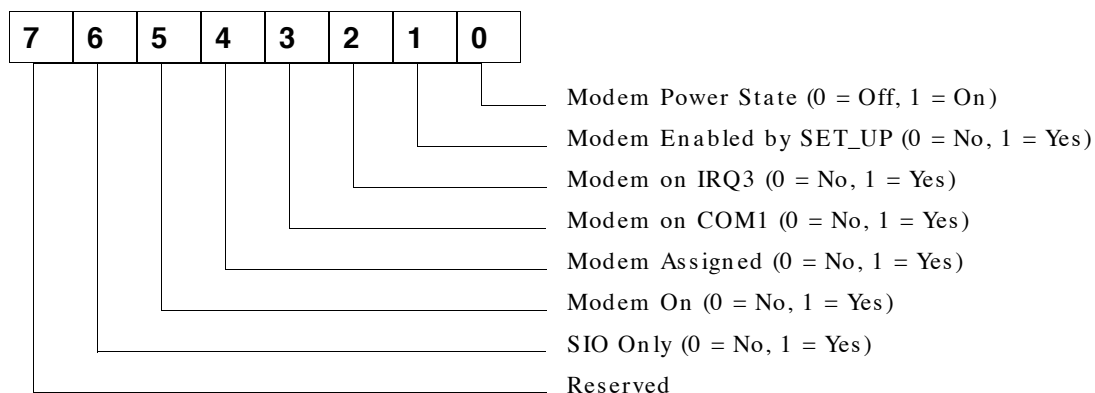 7 6 5 4 3 2 1 0
Modem Power State (0 = Off, 1 = On)
Modem Enabled by SET_UP (0 = No, 1 = Yes)
Modem on IRQ3 (0 = No, 1 = Yes)
Modem on COM1 (0 = No, 1 = Yes)
Modem Assigned (0 = No, 1 = Yes)
Modem On (0 = No, 1 = Yes)
SIO Only (0 = No, 1 = Yes)
Reserved